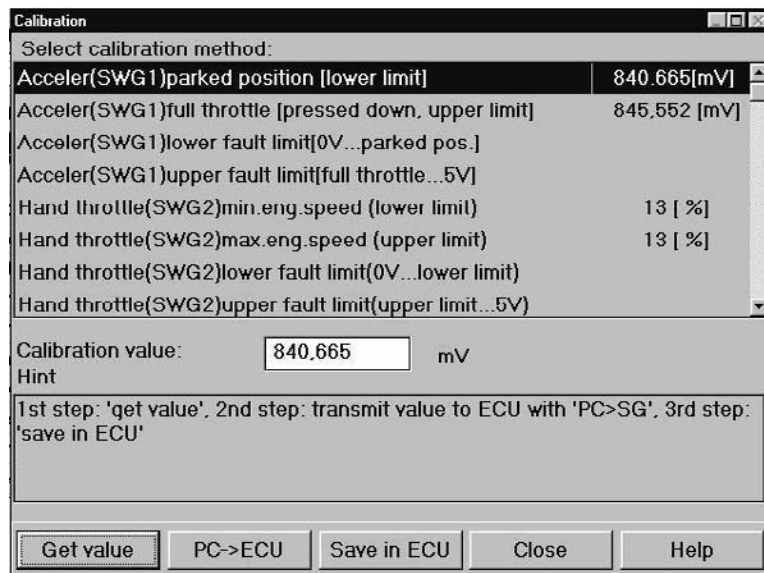 Calibration
Select calibration method:
Acceler(SWG1)parked position [lower limit] 840.665[mV]
Acceler(SWG1)full throttle [pressed down, upper limit] 845,552 [mV]
Acceler(SWG1)lower fault limit[0V...parked pos.]
Acceler(SWG1)upper fault limit[full throttle...5V]
Hand throttle(SWG2)min.eng.speed (lower limit) 13 [ %]
Hand throttle(SWG2)max.eng.speed (upper limit) 13 [ %]
Hand throttle(SWG2)lower fault limit(0V...lower limit)
Hand throttle(SWG2)upper fault limit(upper limit...5V)
Calibration value: 840,665 mV
Hint
1st step: 'get value', 2nd step: transmit value to ECU with 'PC>SG', 3rd step:
'save in ECU'
Get value PC->ECU Save in ECU Close Help